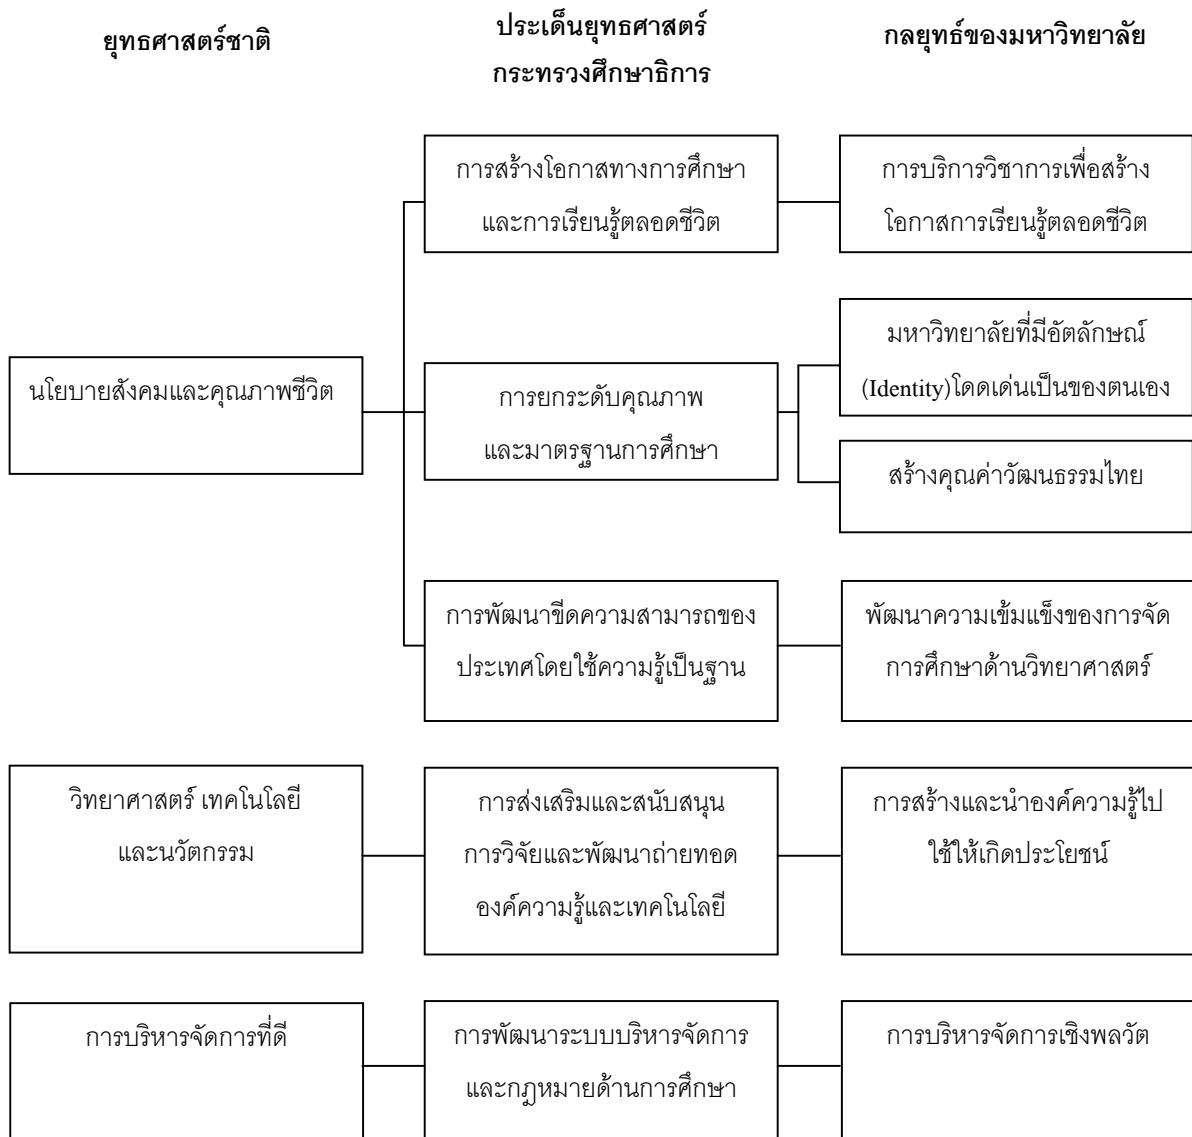 ยุทธศาสตร์ชาติ
ประเด็นยุทธศาสตร์
กระทรวงศึกษาธิการ
กลยุทธ์ของมหาวิทยาลัย
นโยบายสังคมและคุณภาพชีวิต
การสร้างโอกาสทางการศึกษา
และการเรียนรู้ตลอดชีวิต
การบริการวิชาการเพื่อสร้าง
โอกาสการเรียนรู้ตลอดชีวิต
การยกระดับคุณภาพ
และมาตรฐานการศึกษา
มหาวิทยาลัยที่มีอัตลักษณ์
(Identity)โดดเด่นเป็นของตนเอง
สร้างคุณค่าวัฒนธรรมไทย
การพัฒนาขีดความสามารถของ
ประเทศโดยใช้ความรู้เป็นฐาน
พัฒนาความเข้มแข็งของการจัด
การศึกษาด้านวิทยาศาสตร์
วิทยาศาสตร์ เทคโนโลยี
และนวัตกรรม
การส่งเสริมและสนับสนุน
การวิจัยและพัฒนาถ่ายทอด
องค์ความรู้และเทคโนโลยี
การสร้างและนำองค์ความรู้ไป
ใช้ให้เกิดประโยชน์
การบริหารจัดการที่ดี
การพัฒนาระบบบริหารจัดการ
และกฎหมายด้านการศึกษา
การบริหารจัดการเชิงพลวัต